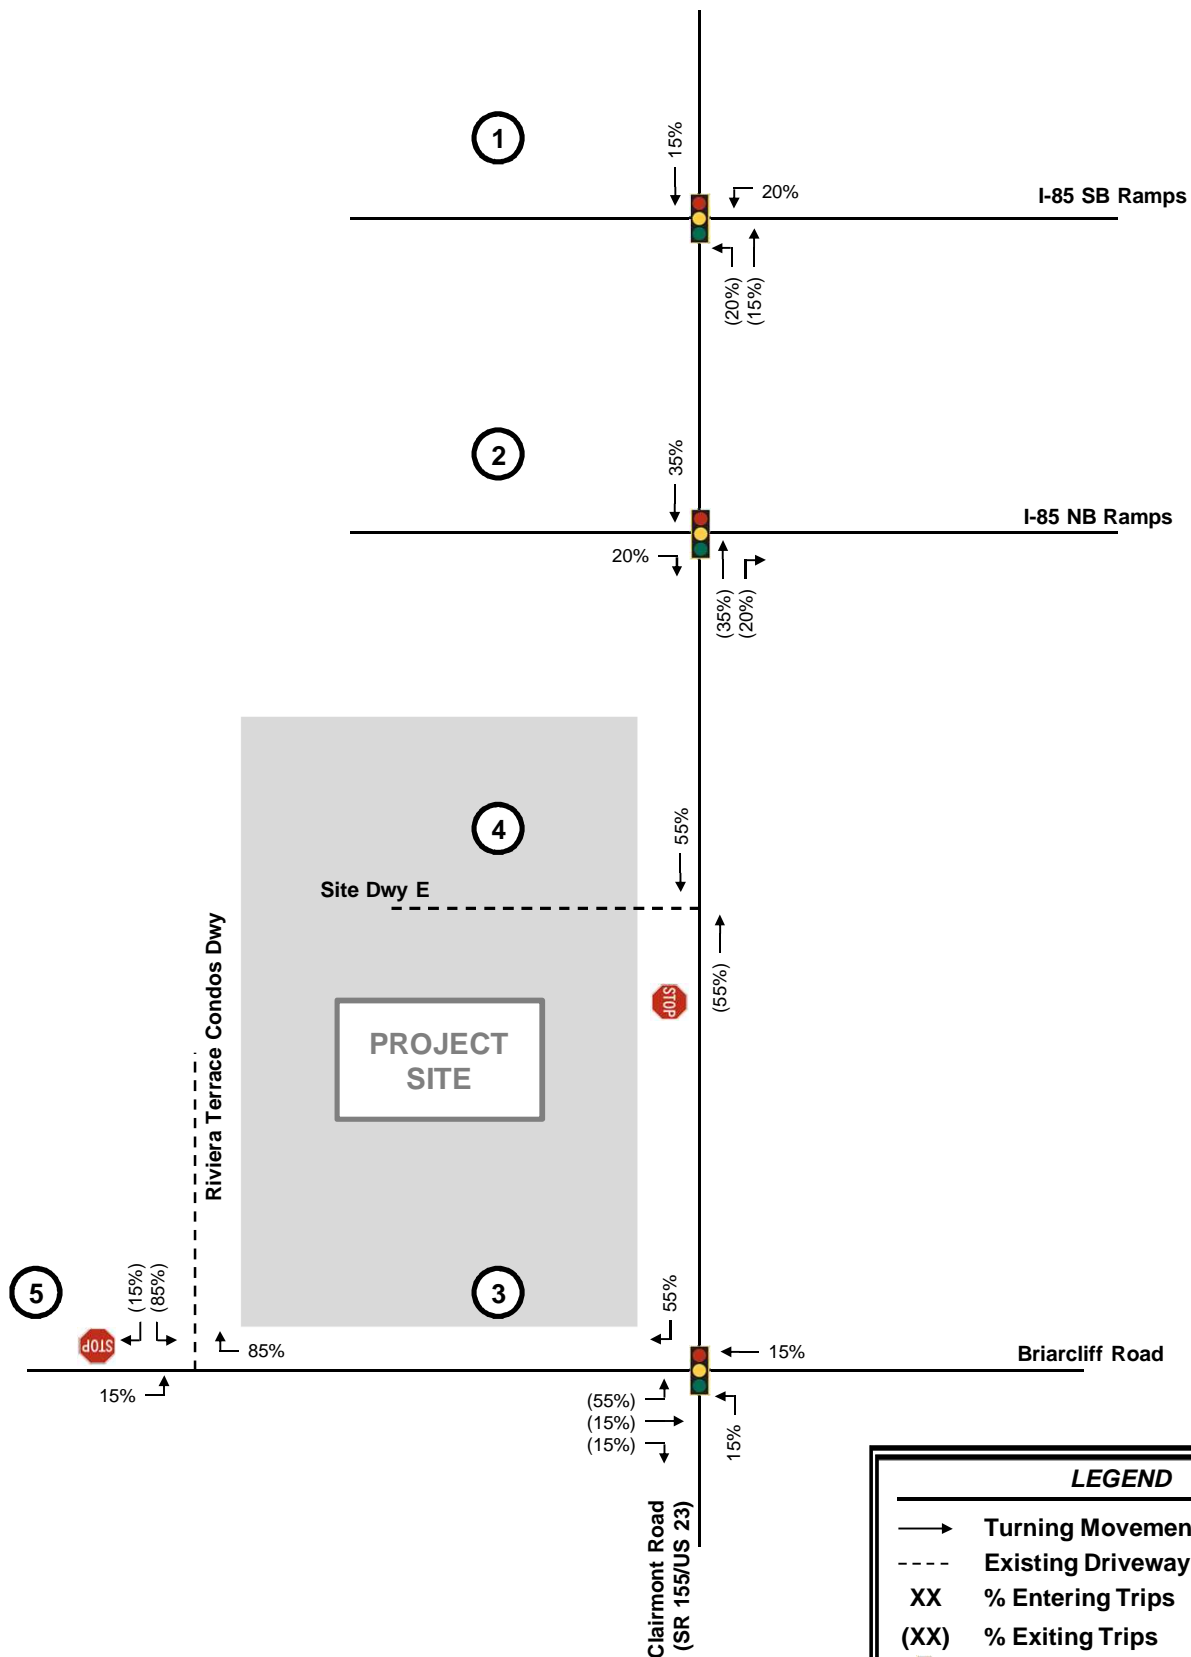 1
15%
20%
I-85 SB Ramps
(20%)
(15%)
2
35%
I-85 NB Ramps
20%
(35%)
(20%)
4
55%
Site Dwy E
Riviera Terrace Condos Dwy
(55%)
STOP
PROJECT
SITE
5
(15%)
(85%)
3
55%
STOP
85%
15%
Briarcliff Road
15%
(55%)
(15%)
(15%)
15%
Clairmont Road
(SR 155/US 23)
LEGEND
Turning Movemen
Existing Driveway
XX % Entering Trips
(XX) % Exiting Trips